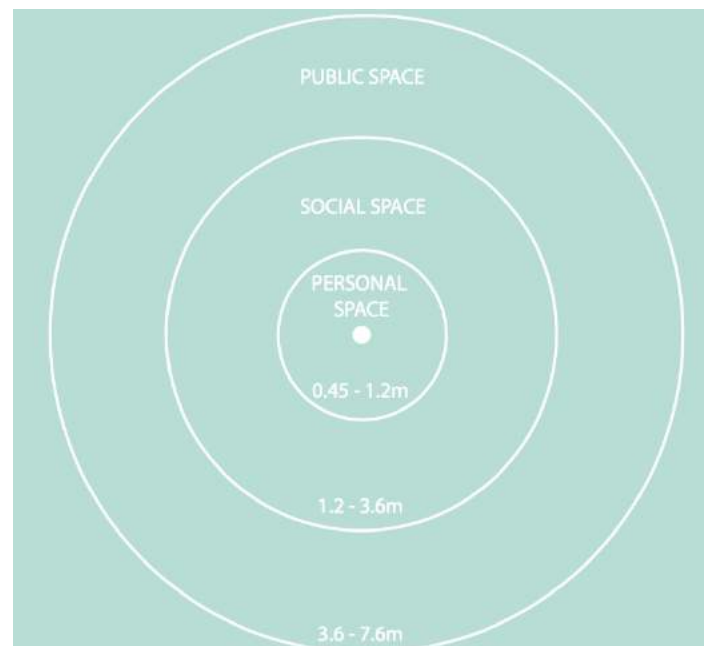 PUBLIC SPACE
SOCIAL SPACE
PERSONAL
SPACE
0.45 - 1.2m
1.2 - 3.6m
3.6 - 7.6m